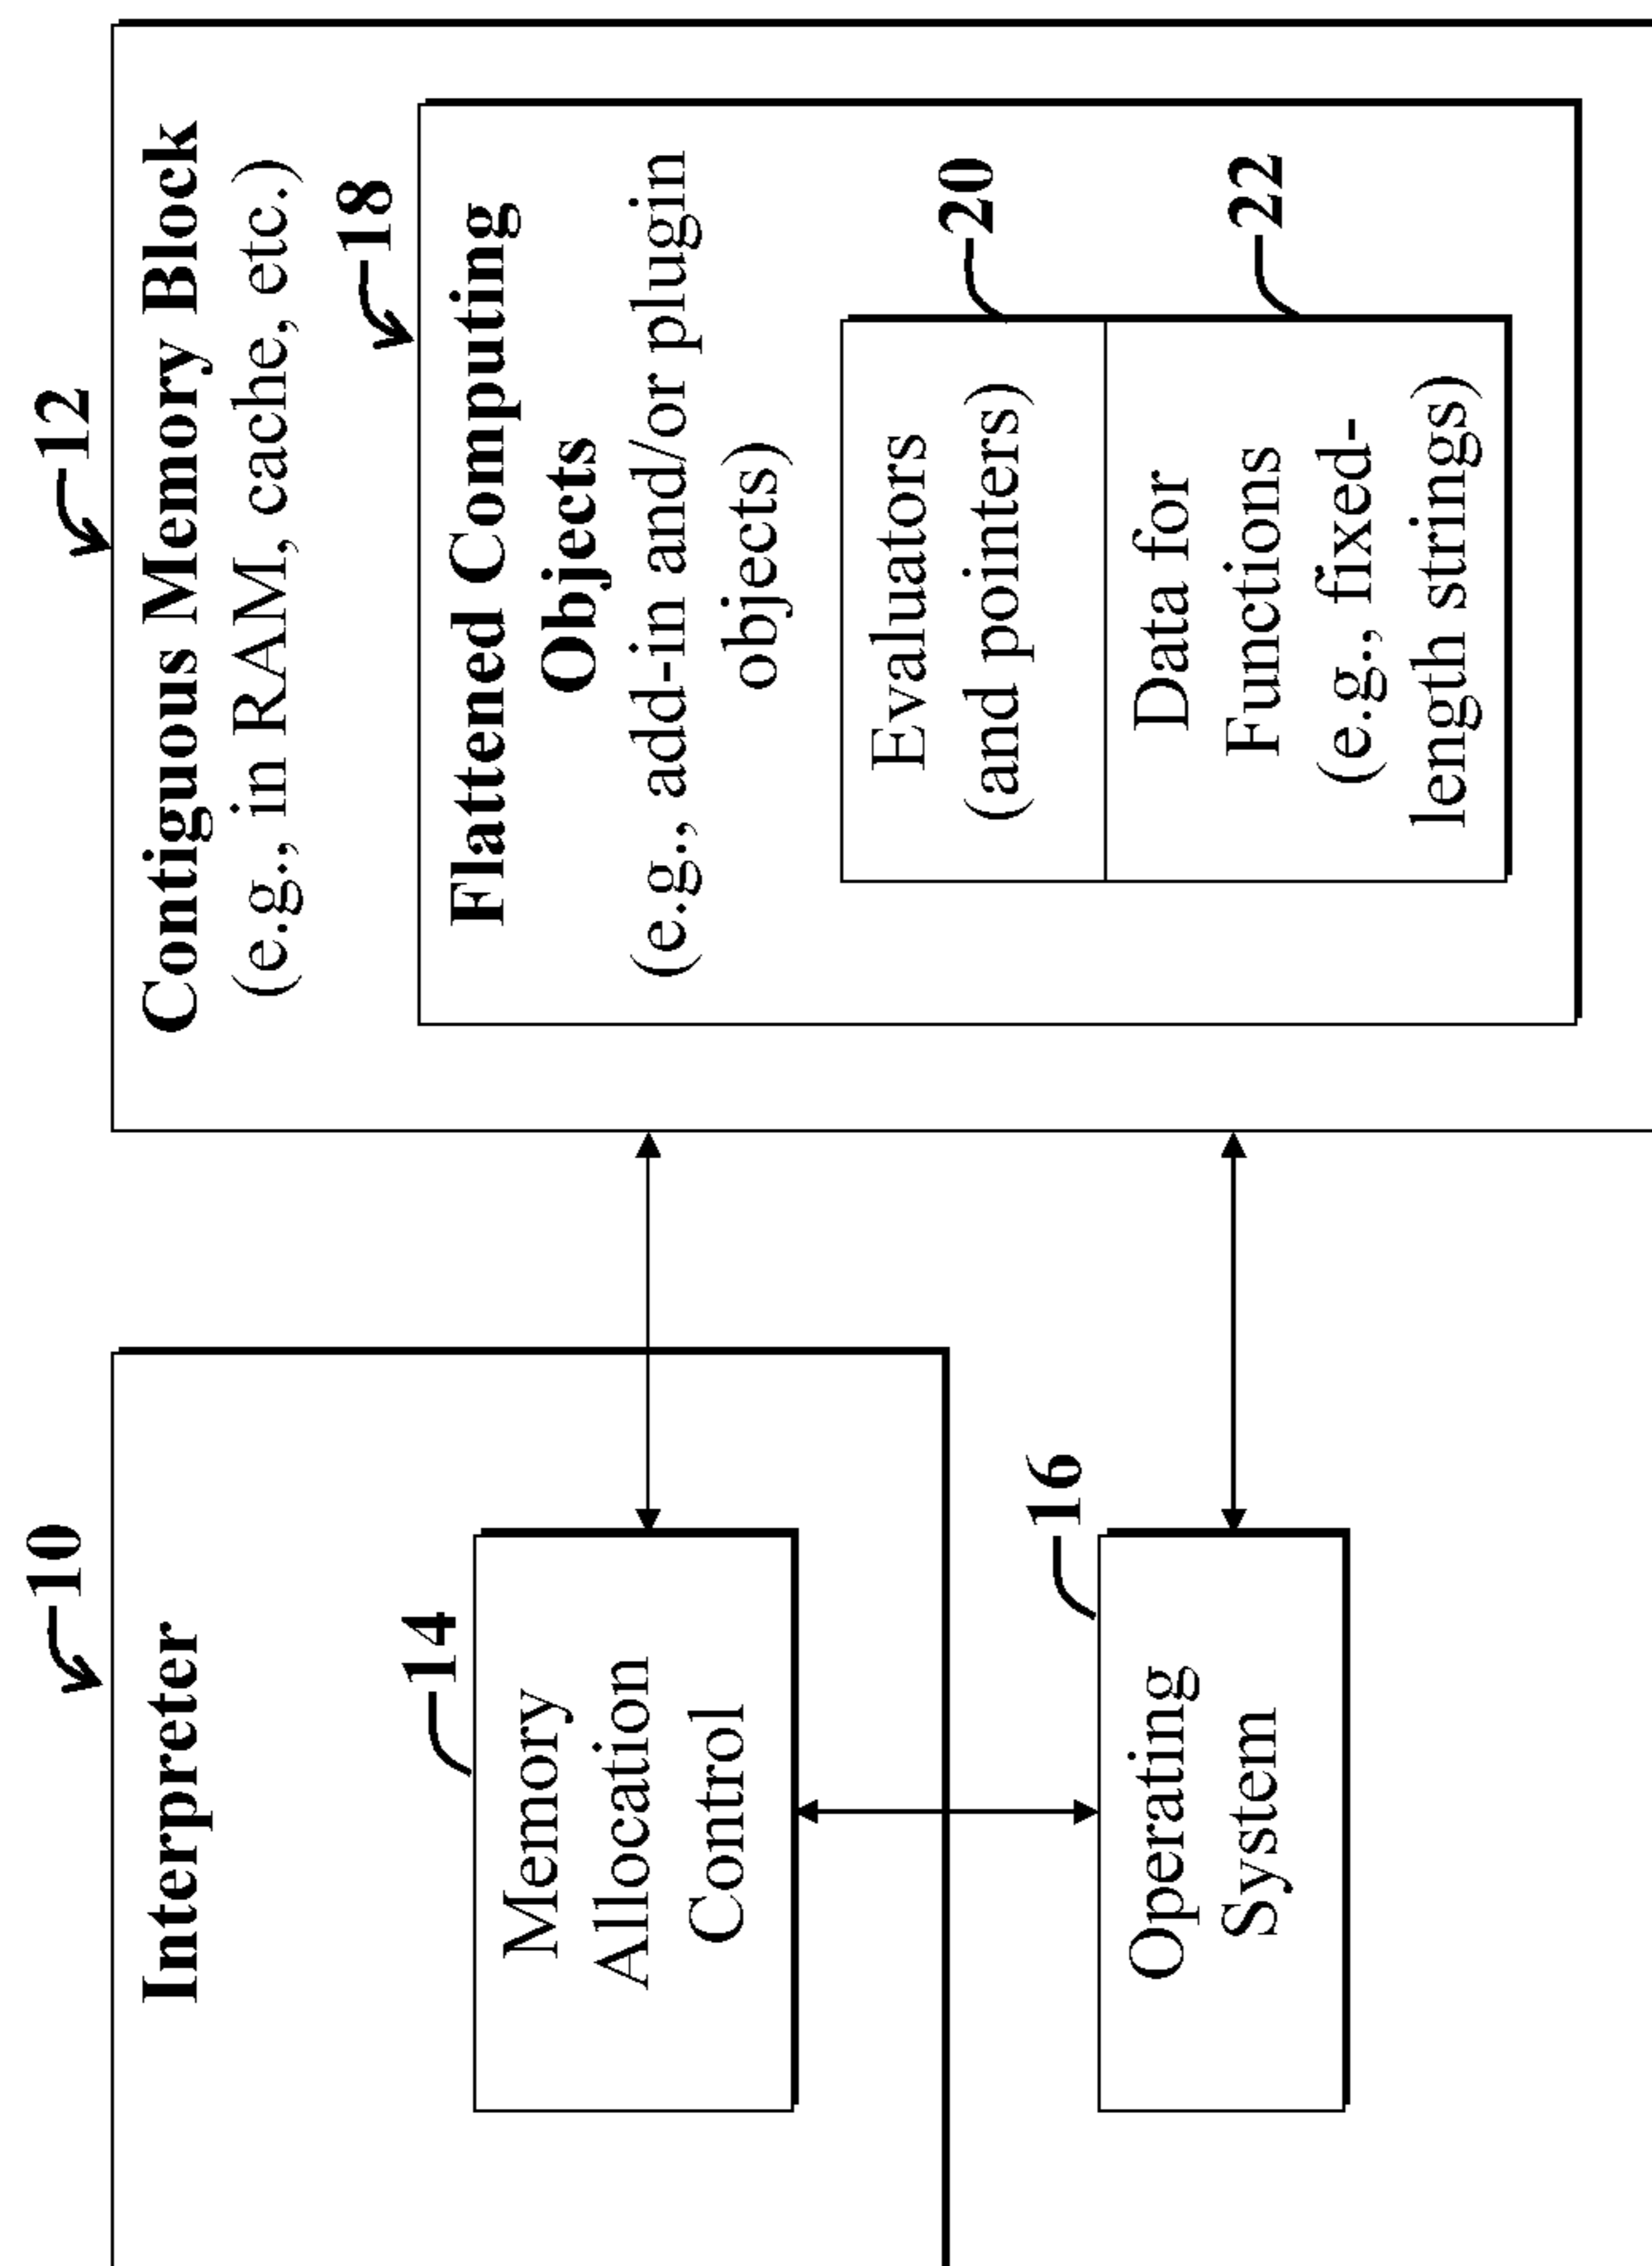 10
Interpreter
14
Memory
Allocation
Control
16
Operating
System
12
Contiguous Memory Block
(e.g., in RAM, cache, etc.)
18
Flattened Computing
Objects
(e.g., add-in and/or plugin
objects)
20
Evaluators
(and pointers)
22
Data for
Functions
(e.g., fixed-
length strings)